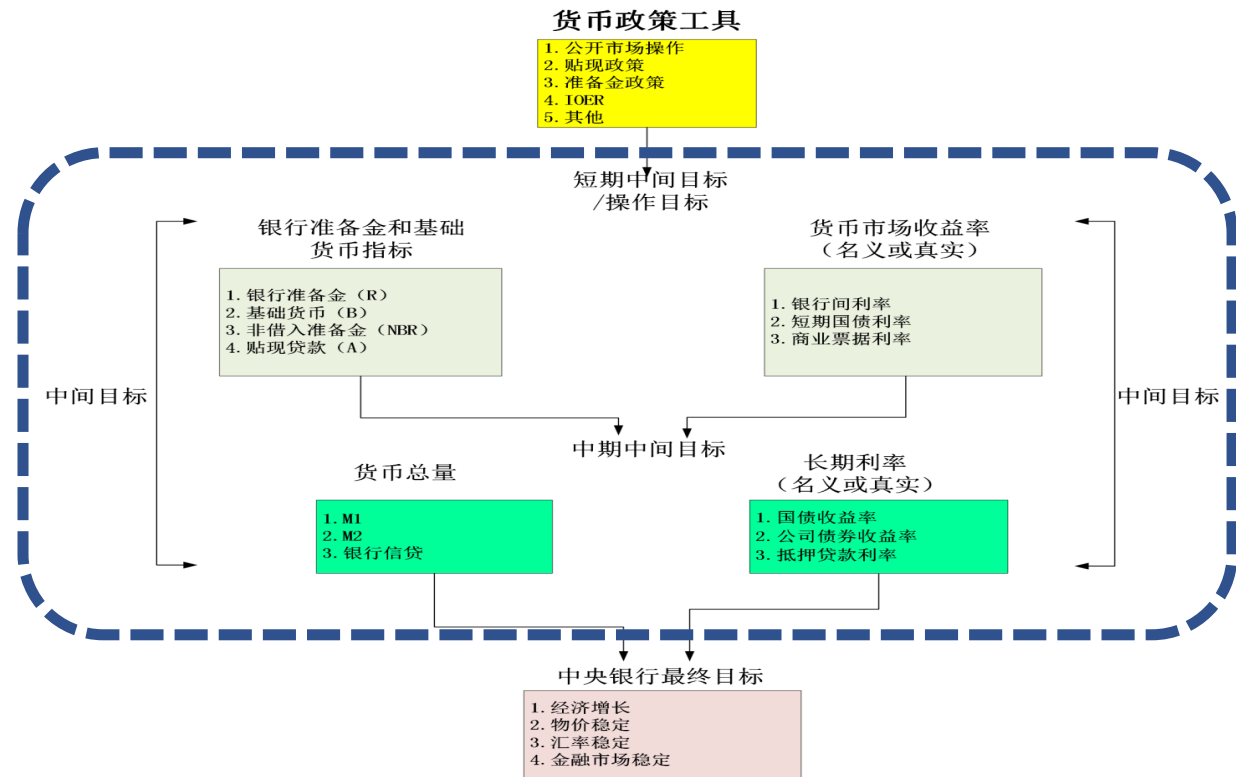 货币政策工具
1. 公开市场操作
2. 贴现政策
3. 准备金政策
4. IOER
5. 其他
短期中间目标
/操作目标
银行准备金和基础
货币指标
货币市场收益率
（名义或真实）
1. 银行准备金（R）
2. 基础货币（B）
3. 非借入准备金（NBR）
4. 贴现贷款（A）
1. 银行间利率
2. 短期国债利率
3. 商业票据利率
中间目标
中间目标
中期中间目标
货币总量
长期利率
（名义或真实）
1. M1
2. M2
3. 银行信贷
1. 国债收益率
2. 公司债券收益率
3. 抵押贷款利率
中央银行最终目标
1. 经济增长
2. 物价稳定
3. 汇率稳定
4. 金融市场稳定